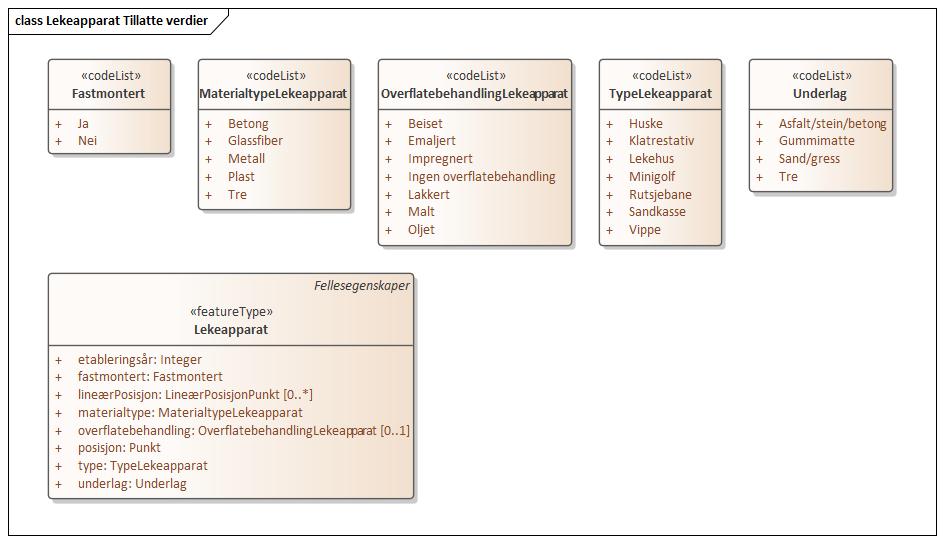 class Lekeapparat Tillatte verdier
«codeList»
Fastmontert
+ Ja
+ Nei
«codeList»
MaterialtypeLekeapparat
+ Betong
+ Glassfiber
+ Metall
+ Plast
+ Tre
«codeList»
OverflatebehandlingLekeapparat
+ Beiset
+ Emaljert
+ Impregnert
+ Ingen overflatebehandling
+ Lakkert
+ Malt
+ Oljet
«codeList»
TypeLekeapparat
+ Huske
+ Klatrestativ
+ Lekehus
+ Minigolf
+ Rutsjebane
+ Sandkasse
+ Vippe
«codeList»
Underlag
+ Asfalt/stein/betong
+ Gummimatte
+ Sand/gress
+ Tre
Fellesegenskaper
«featureType»
Lekeapparat
+ etableringsår: Integer
+ fastmontert: Fastmontert
+ lineærPosisjon: LineærPosisjonPunkt [0..*]
+ materialtype: MaterialtypeLekeapparat
+ overflatebehandling: OverflatebehandlingLekeapparat [0..1]
+ posisjon: Punkt
+ type: TypeLekeapparat
+ underlag: Underlag